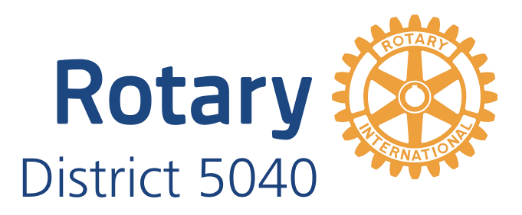 Rotary
District 5040
ROTARY
INTERNATIONAL